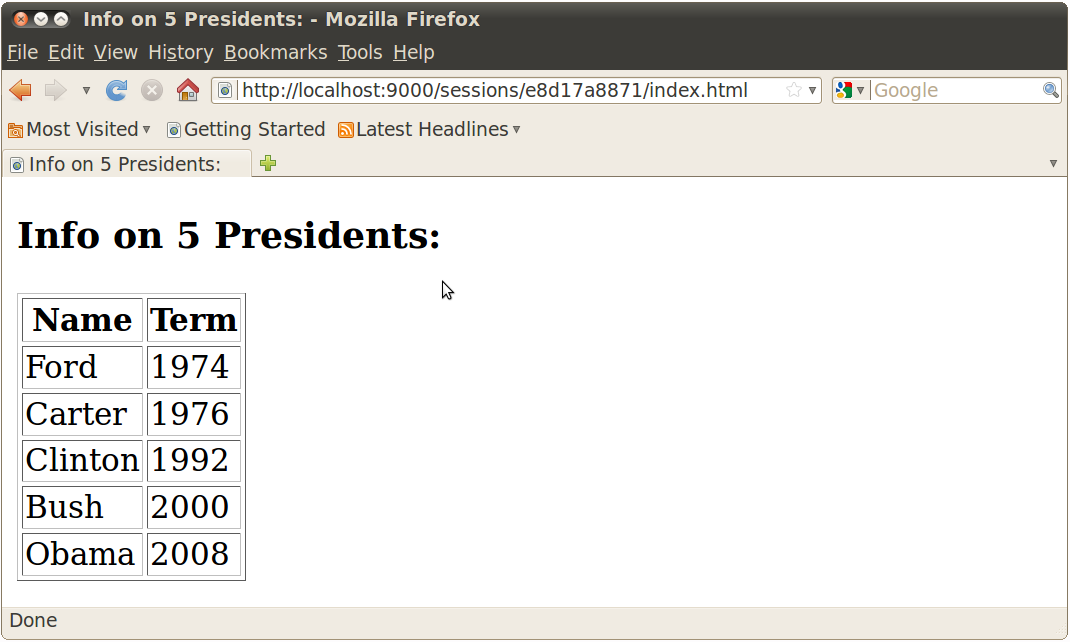 Info on 5 Presidents: - Mozilla Firefox
File Edit View History Bookmarks Tools Help
http://localhost:9000/sessions/e8d17a8871/index.html Google
Most Visited Getting Started Latest Headlines
Info on 5 Presidents:
Info on 5 Presidents:
Name Term
Ford 1974
Carter 1976
Clinton 1992
Bush 2000
Obama 2008
Done